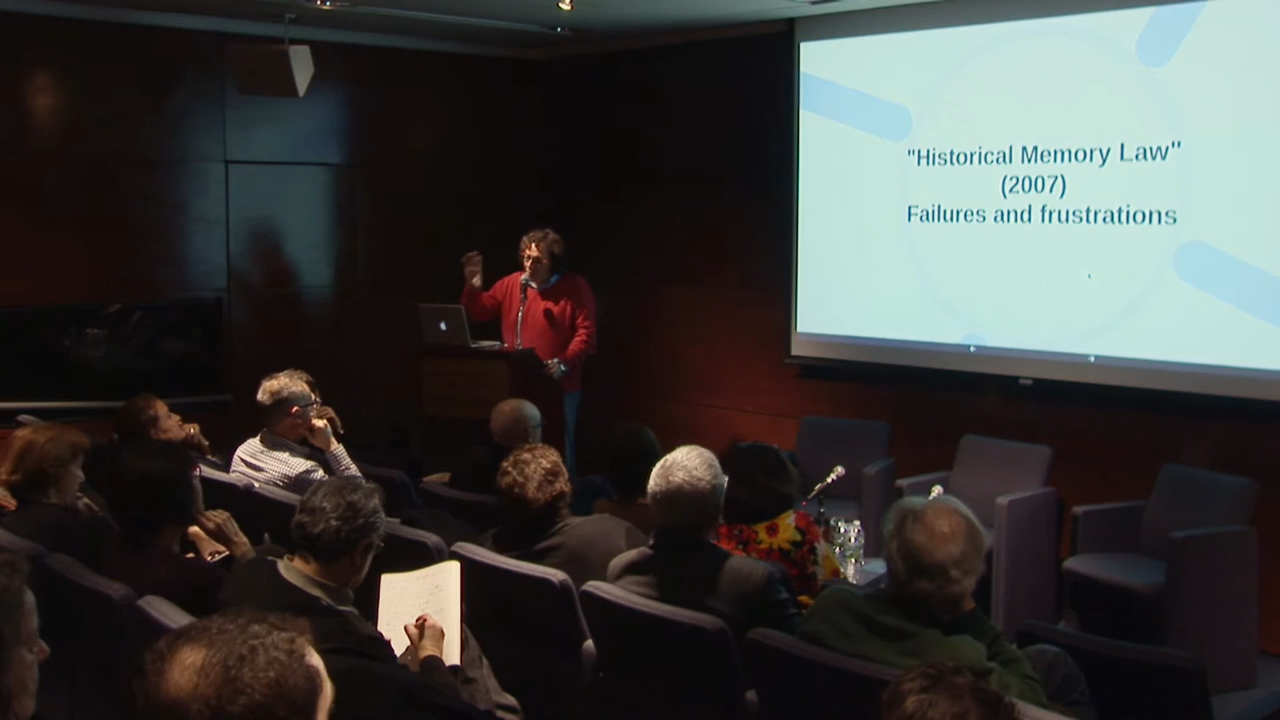 "Historical Memory Law"
(2007)
Failures and frustrations